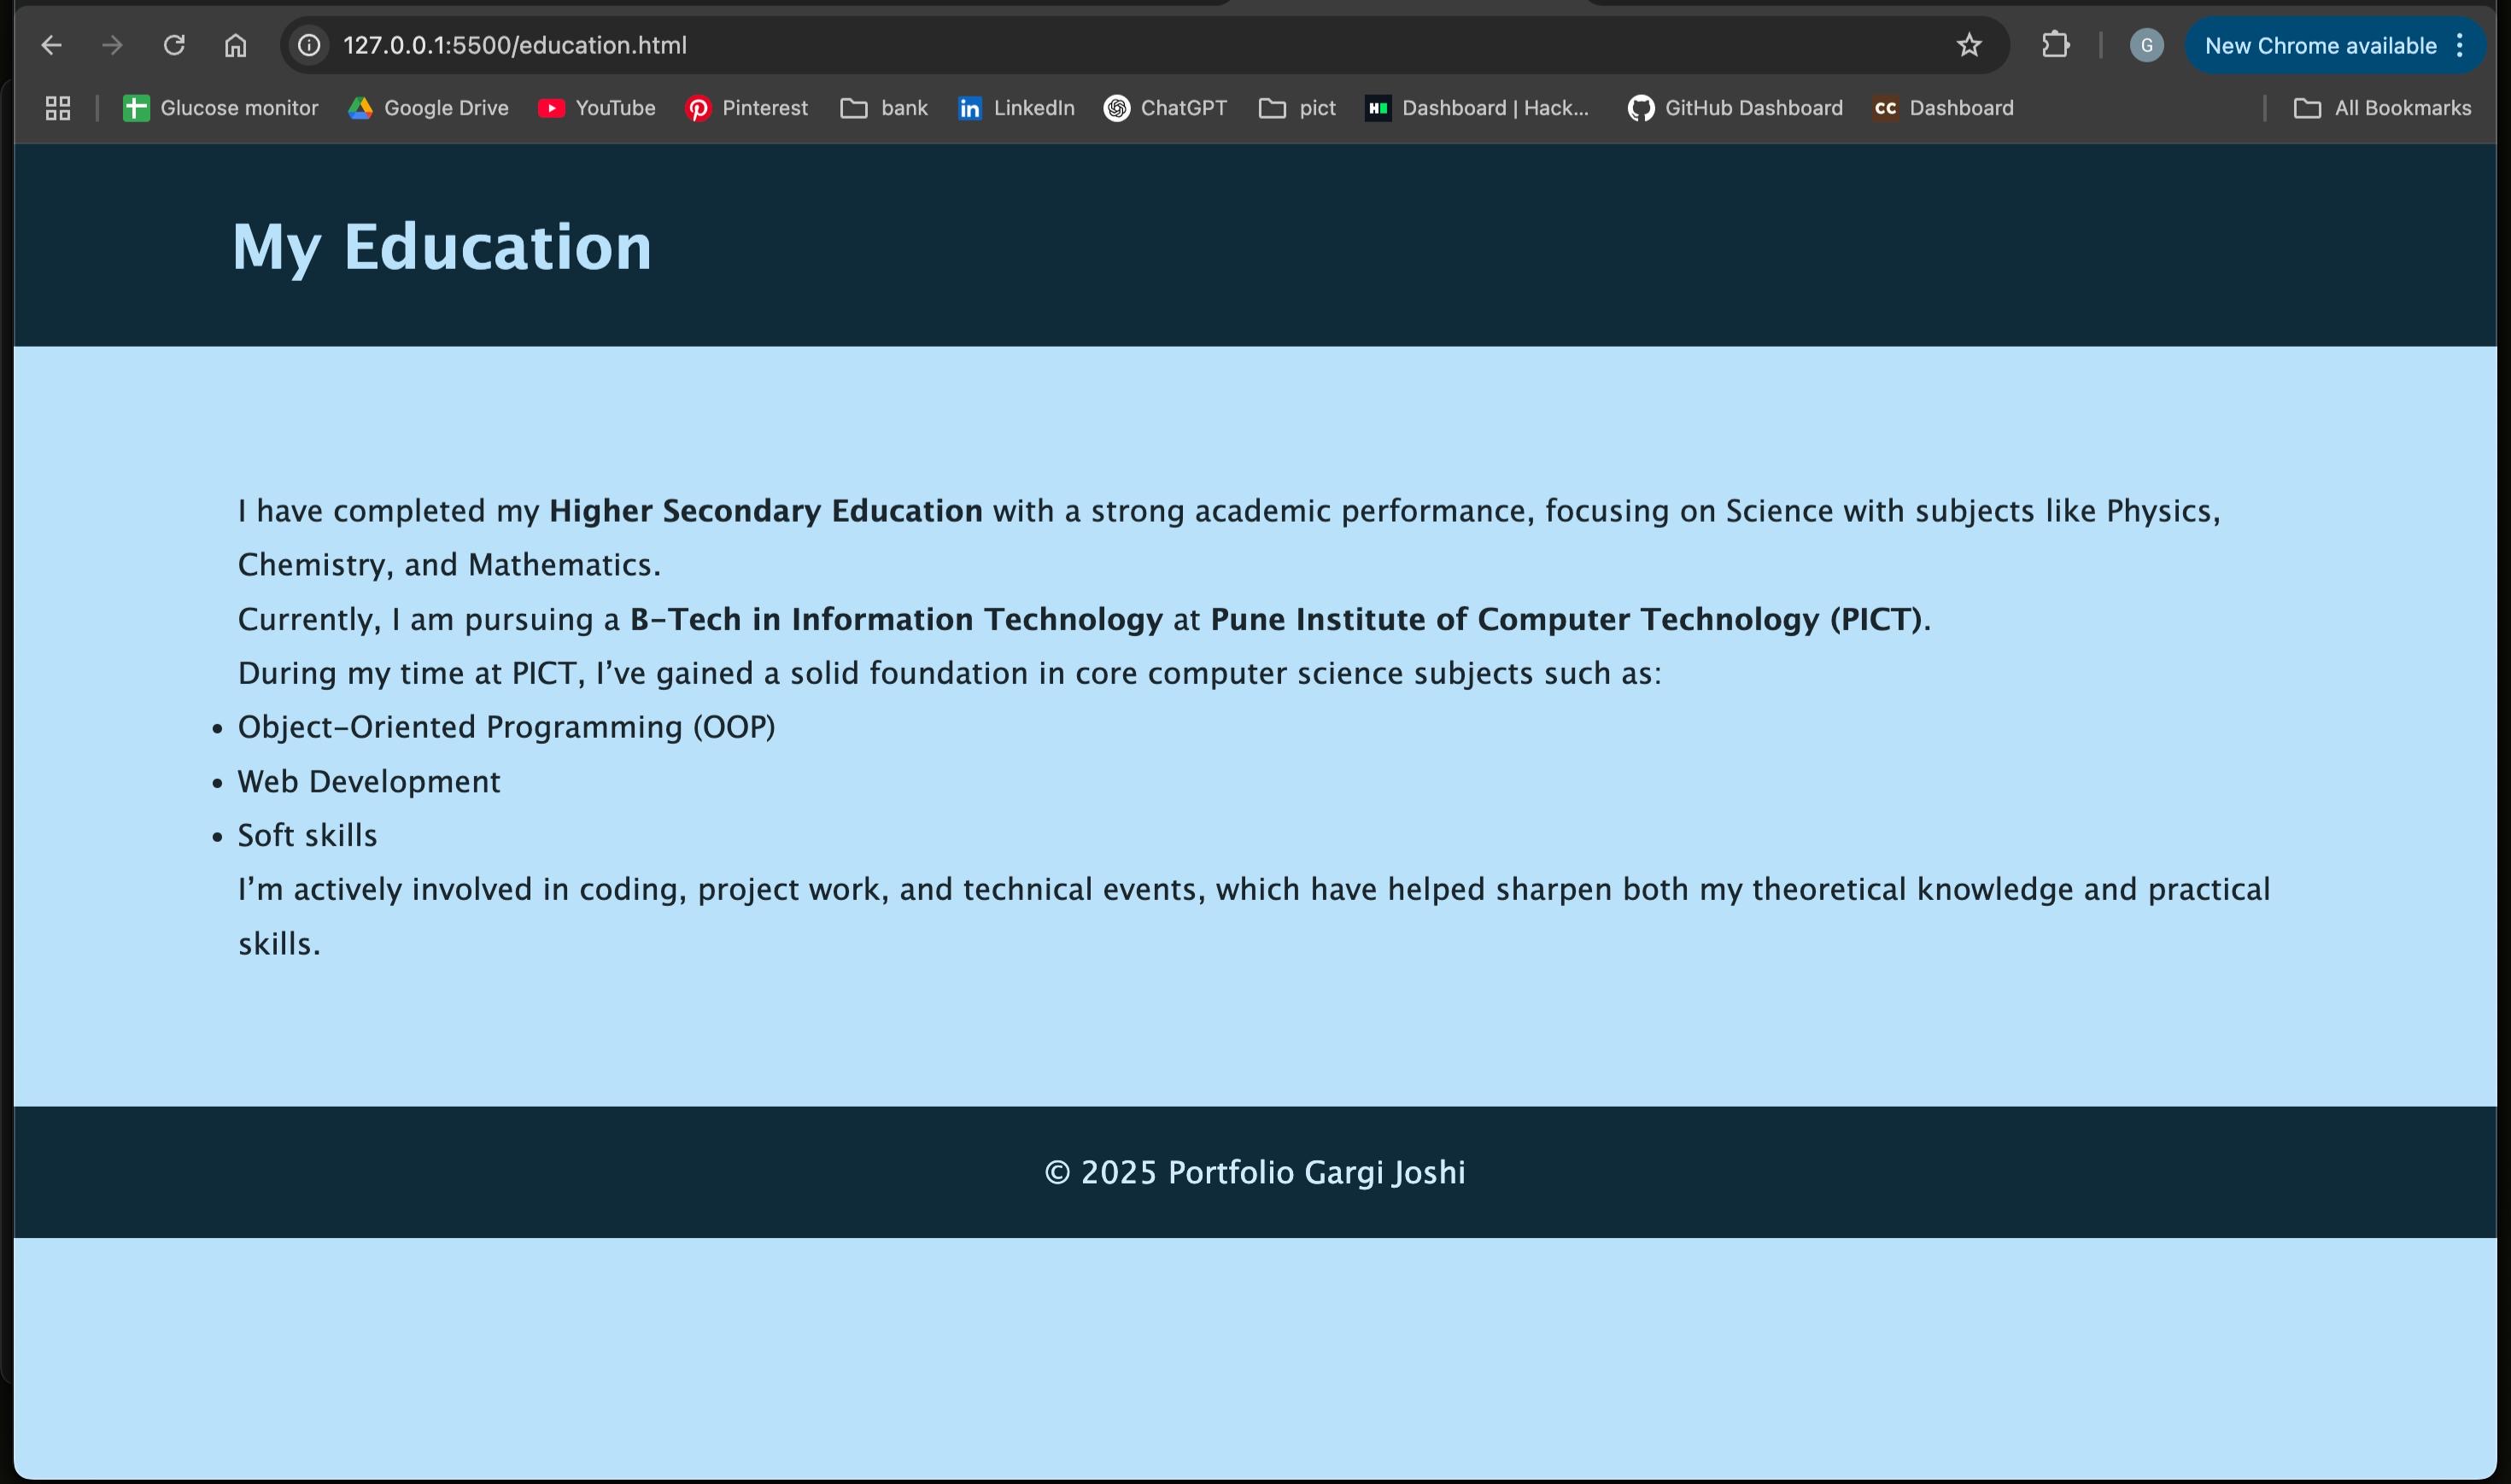 127.0.0.1:5500/education.html
G
New Chrome available
Glucose monitor
Google Drive
YouTube
Pinterest
bank
in LinkedIn
ChatGPT
pict
H Dashboard | Hack...
GitHub Dashboard
CC Dashboard
All Bookmarks
My Education
I have completed my Higher Secondary Education with a strong academic performance, focusing on Science with subjects like Physics,
Chemistry, and Mathematics.
Currently, I am pursuing a B-Tech in Information Technology at Pune Institute of Computer Technology (PICT).
During my time at PICT, I’ve gained a solid foundation in core computer science subjects such as:
• Object-Oriented Programming (OOP)
• Web Development
• Soft skills
I’m actively involved in coding, project work, and technical events, which have helped sharpen both my theoretical knowledge and practical
skills.
© 2025 Portfolio Gargi Joshi